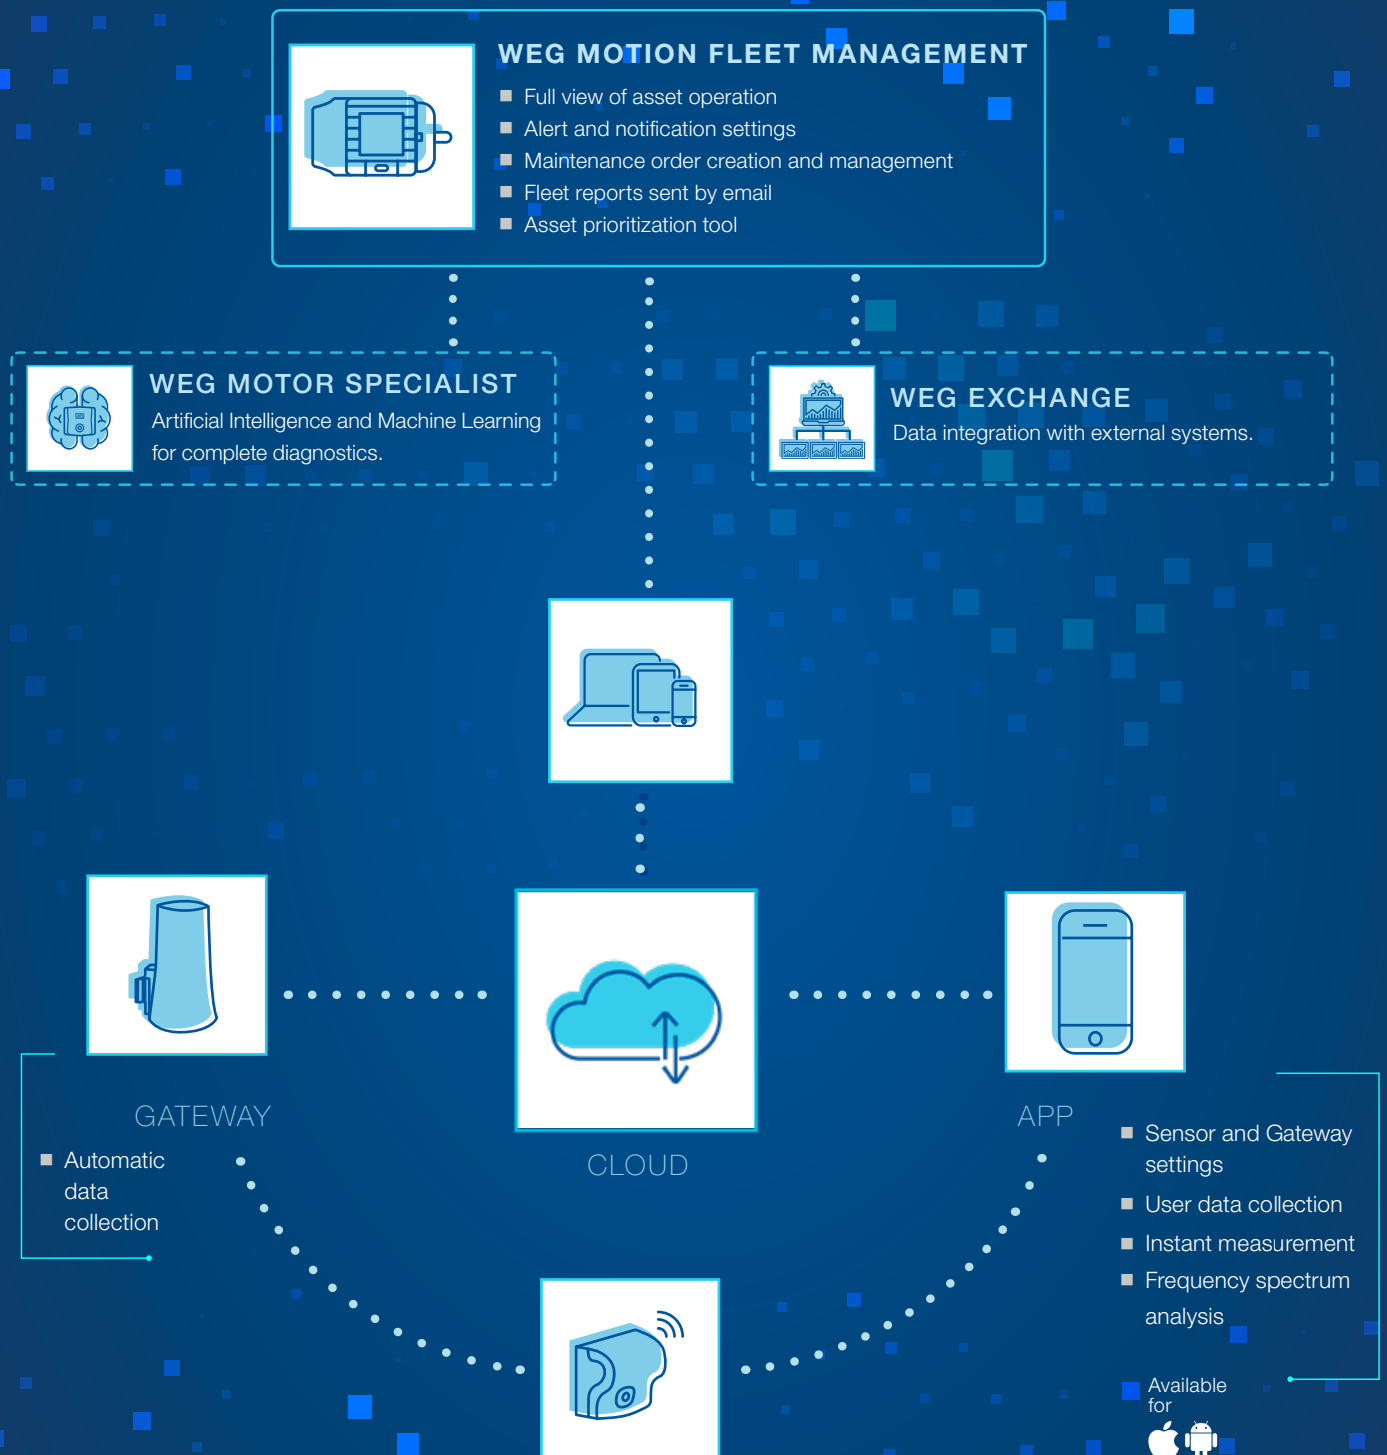 WEG MOTION FLEET MANAGEMENT
Full view of asset operation
Alert and notification settings
Maintenance order creation and management
Fleet reports sent by email
Asset prioritization tool
WEG MOTOR SPECIALIST
Artificial Intelligence and Machine Learning
for complete diagnostics.
WEG EXCHANGE
Data integration with external systems.
GATEWAY
Automatic
data
collection
CLOUD
APP
Sensor and Gateway
settings
User data collection
Instant measurement
Frequency spectrum
analysis
Available
for